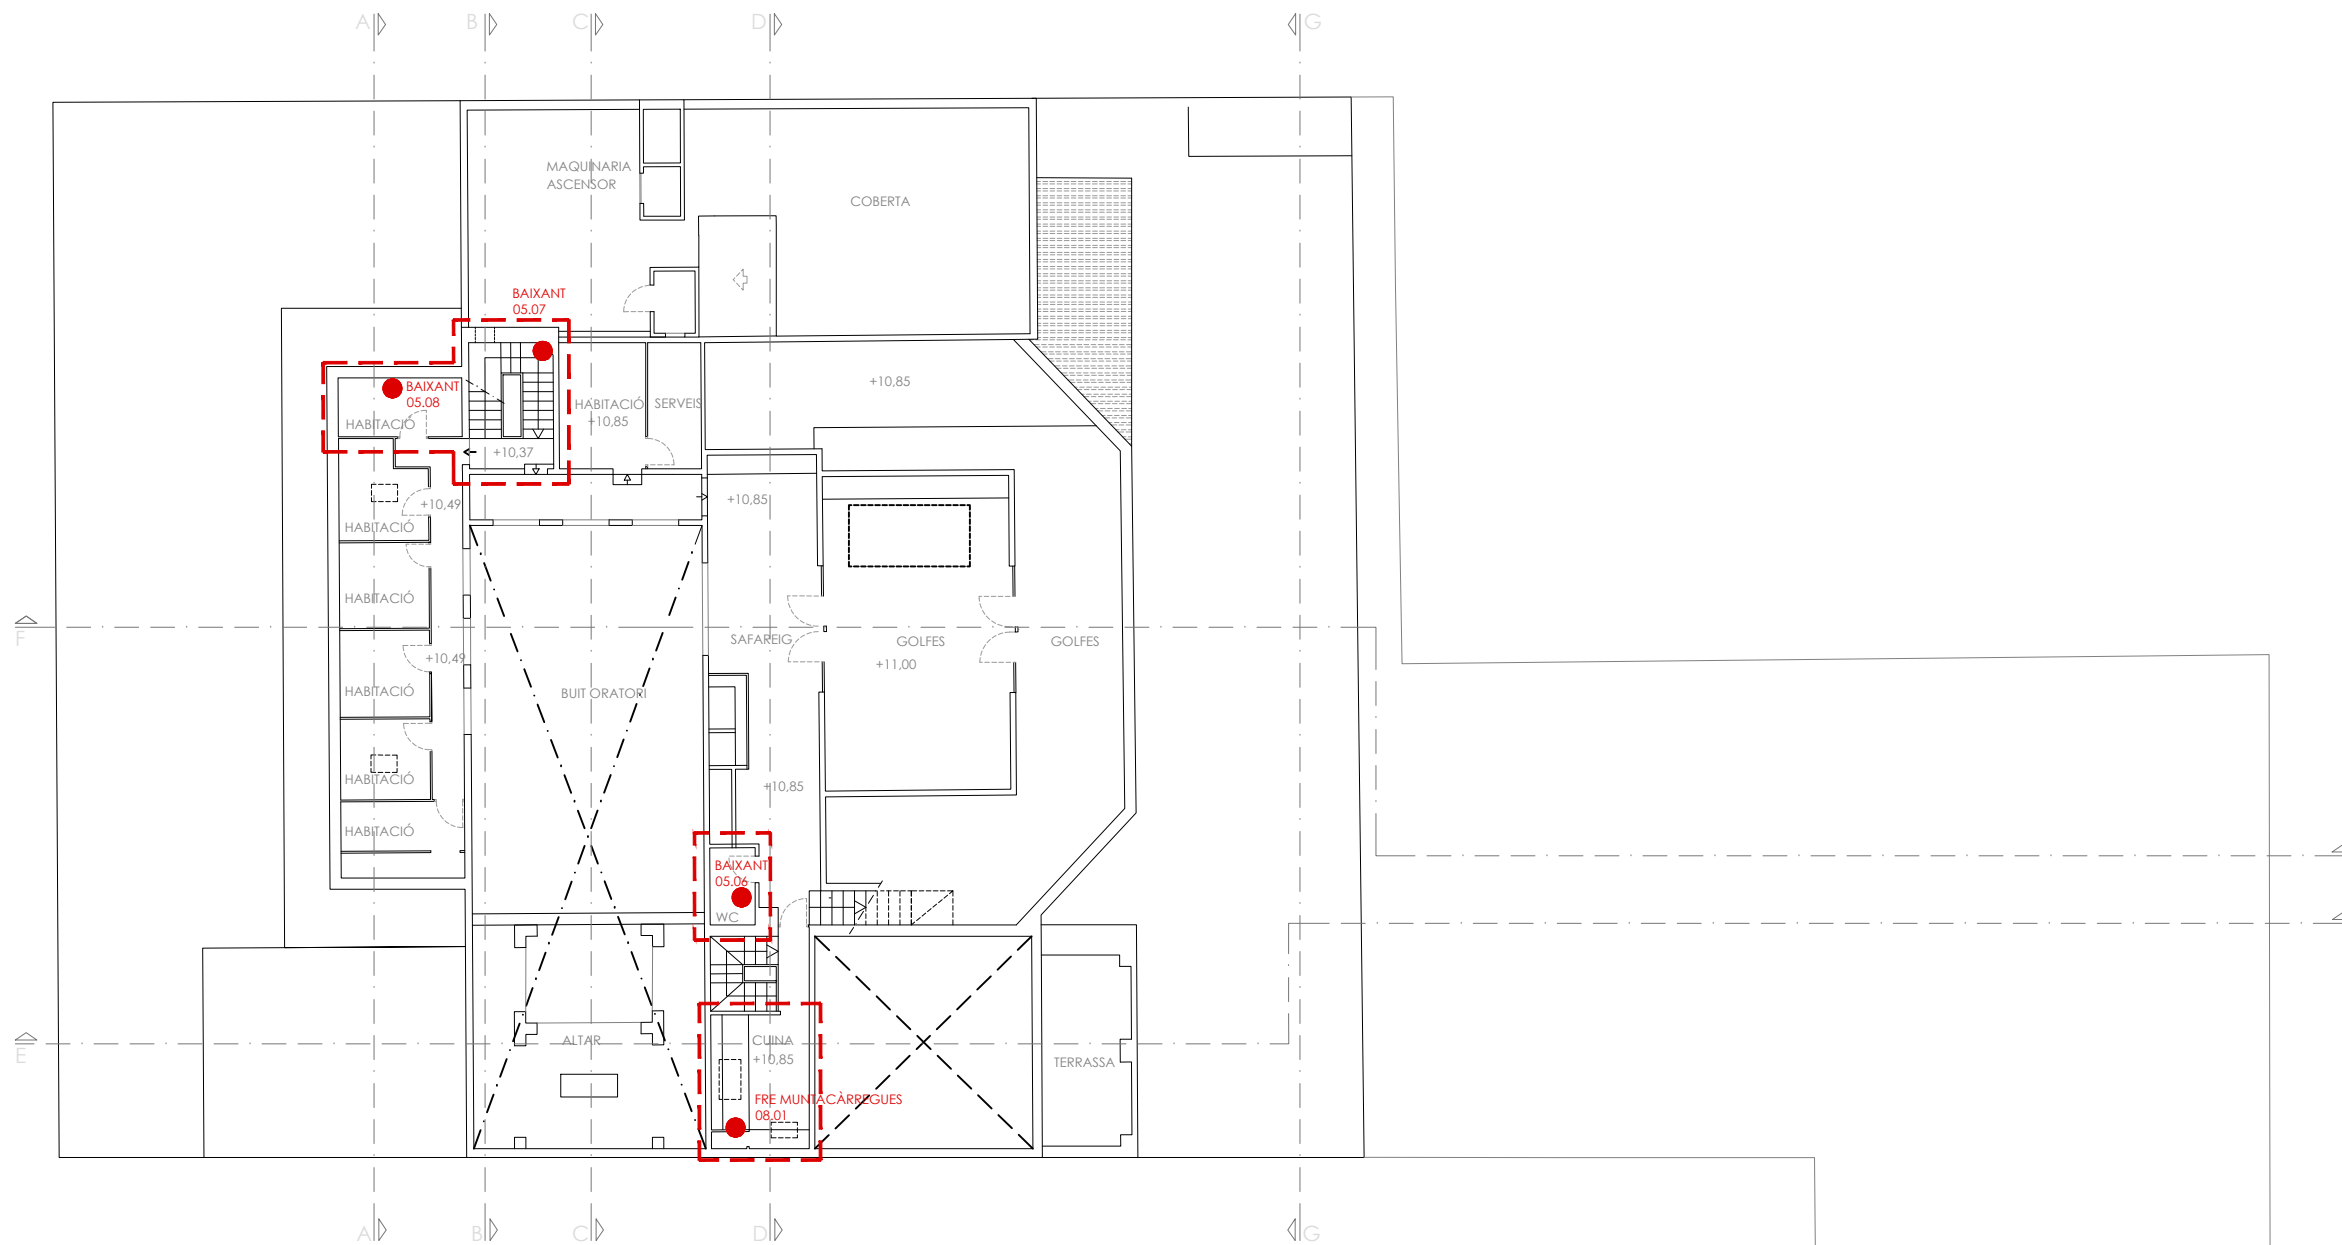 A
B
C
D
G
MAQUINARIA
ASCENSOR
COBERTA
BAIXANT
05.07
BAIXANT
05.08
HABITACIÓ
HABITACIÓ
+10,85
SERVEIS
+10,85
+10,37
+10,49
+10,85
HABITACIÓ
HABITACIÓ
F
SAFAREIG
GOLFES
+11,00
GOLFES
+10,49
HABITACIÓ
BUIT ORATORI
HABITACIÓ
+10,85
HABITACIÓ
BAIXANT
05.06
WC
E
ALTAR
CUINA
+10,85
TERRASSA
FRE MUNTACÀRREGUES
08.01
A
B
C
D
G